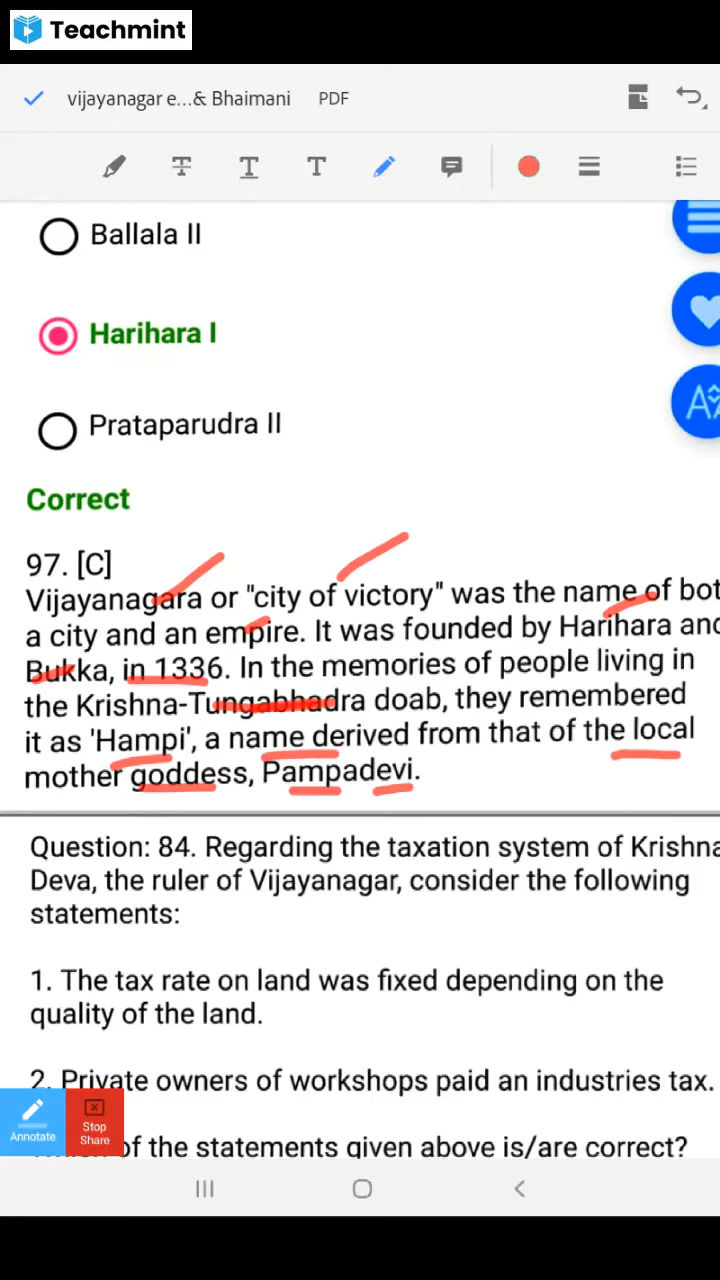 Teachmint
vijayanagar e...& Bhaimani PDF
Ballala II
Harihara I
Prataparudra II
Correct
97. [C]
Vijayanagara or "city of victory" was the name of bot
a city and an empire. It was founded by Harihara and
Bukka, in 1336. In the memories of people living in
the Krishna-Tungabhadra doab, they remembered
it as 'Hampi', a name derived from that of the local
mother goddess, Pampadevi.
Question: 84. Regarding the taxation system of Krishna
Deva, the ruler of Vijayanagar, consider the following
statements:
1. The tax rate on land was fixed depending on the
quality of the land.
2. Private owners of workshops paid an industries tax.
Annotate
Stop
Share
of the statements given above is/are correct?